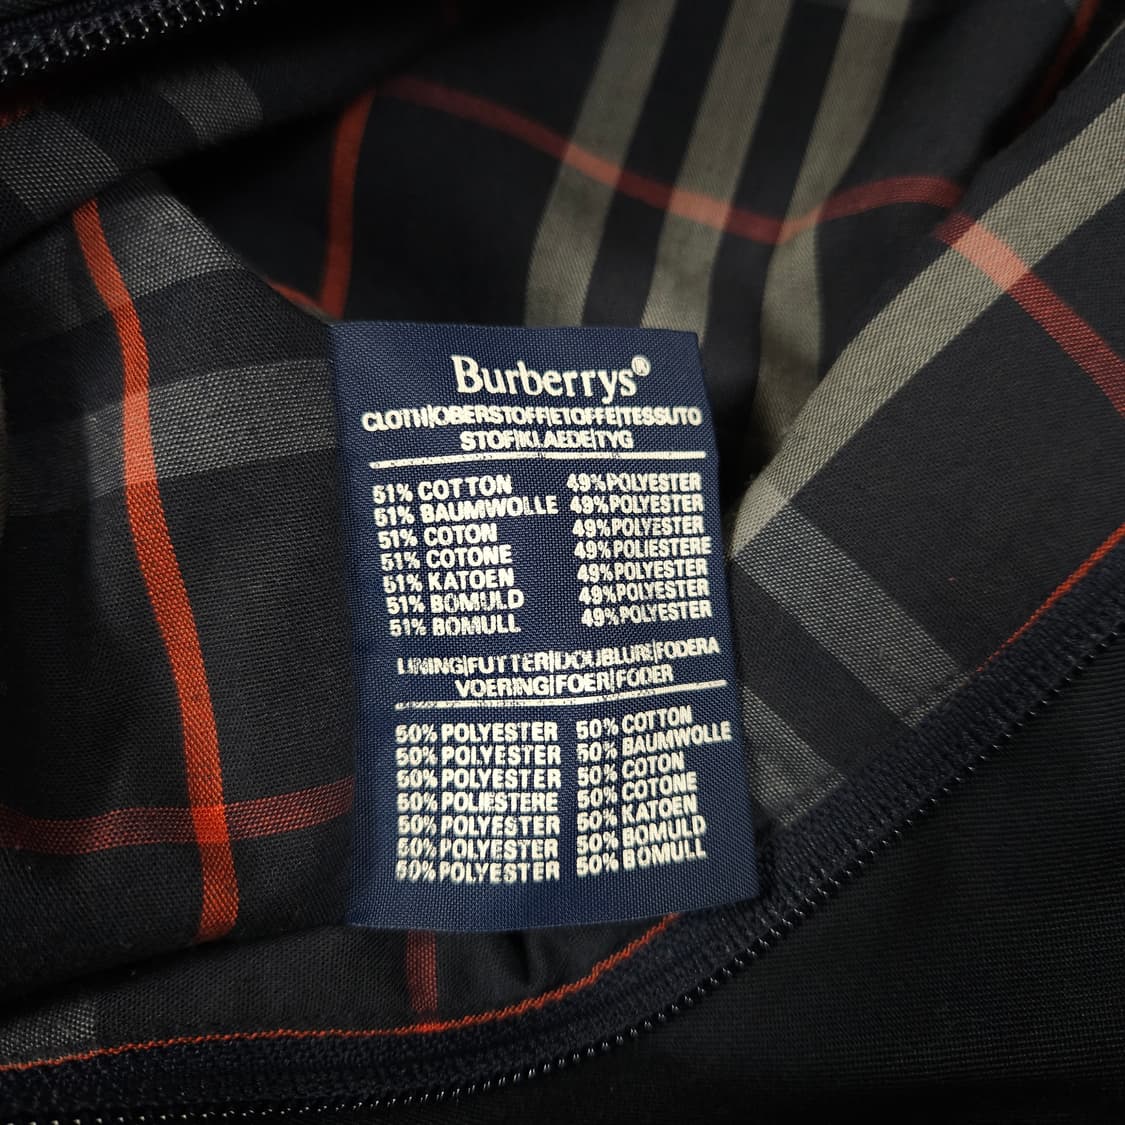 Burberrys®
CLOTH|OBERSTOFF|ETOFFE|TESSUTO
STOF|KLAEDE|TYG
51% COTTON 49% POLYESTER
51% BAUMWOLLE 49% POLYESTER
51% COTON 49% POLYESTER
51% COTONE 49% POLIESTERE
51% KATOEN 49% POLYESTER
51% BOMULD 49% POLYESTER
51% BOMULL 49% POLYESTER
LINING|FUTTER|DOUBLURE|FODERA
VOERING|FOER|FODER
50% POLYESTER 50% COTTON
50% POLYESTER 50% BAUMWOLLE
50% POLYESTER 50% COTON
50% POLIESTERE 50% COTONE
50% POLYESTER 50% KATOEN
50% POLYESTER 50% BOMULD
50% POLYESTER 50% BOMULL